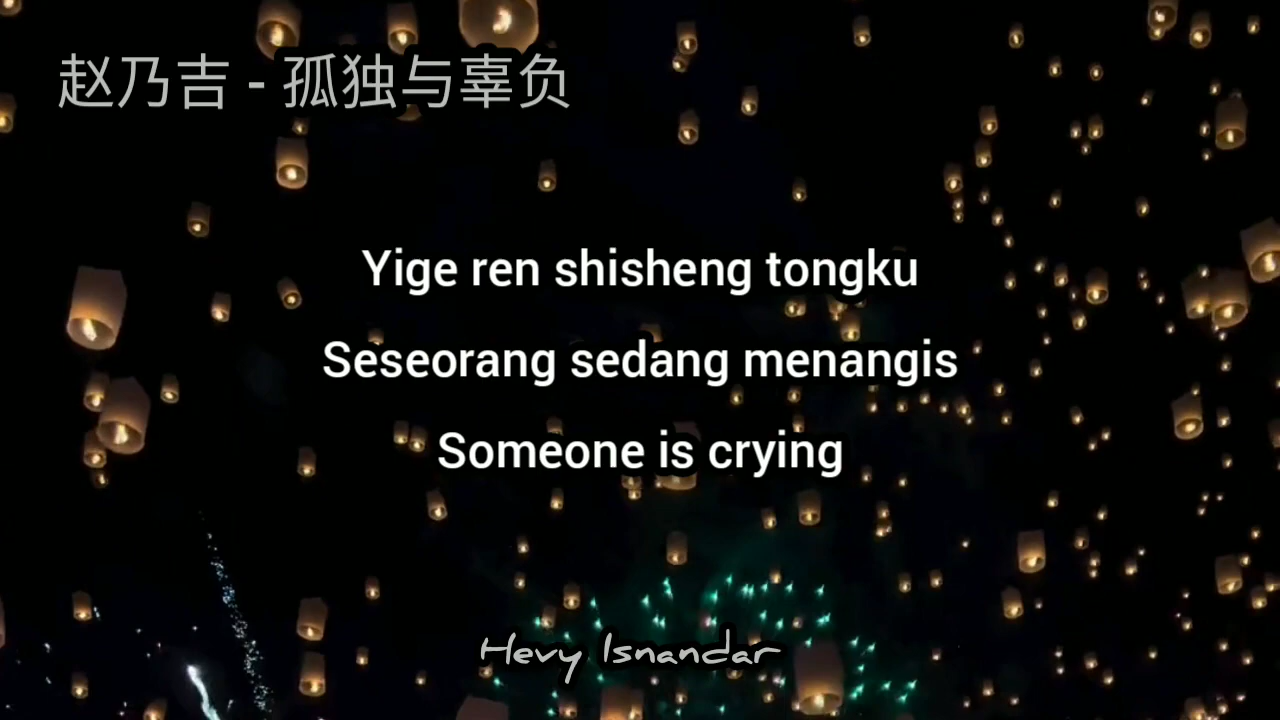 赵乃吉 - 孤独与辜负
Yige ren shisheng tongku
Seseorang sedang menangis
Someone is crying
Hevy Isnandar